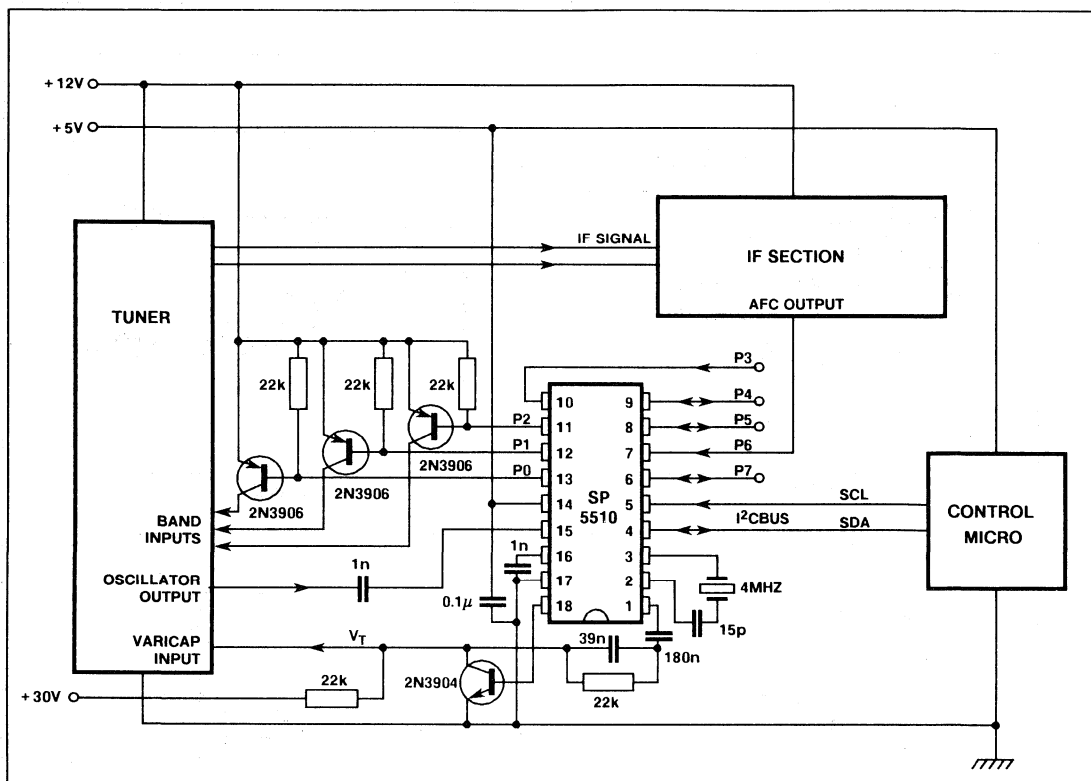 + 12V
+ 5V
IF SIGNAL
IF SECTION
AFC OUTPUT
TUNER
22k
22k
22k
2N3906
2N3906
2N3906
P2
P1
P0
P3
P4
P5
P6
P7
10
11
12
13
14
15
16
17
18
9
8
7
6
5
4
3
2
1
SP
5510
SCL
I²CBUS
SDA
CONTROL
MICRO
BAND
INPUTS
OSCILLATOR
OUTPUT
VARICAP
INPUT
1n
1n
0.1µ
4MHZ
15p
39n
180n
V_T
2N3904
22k
22k
+ 30V